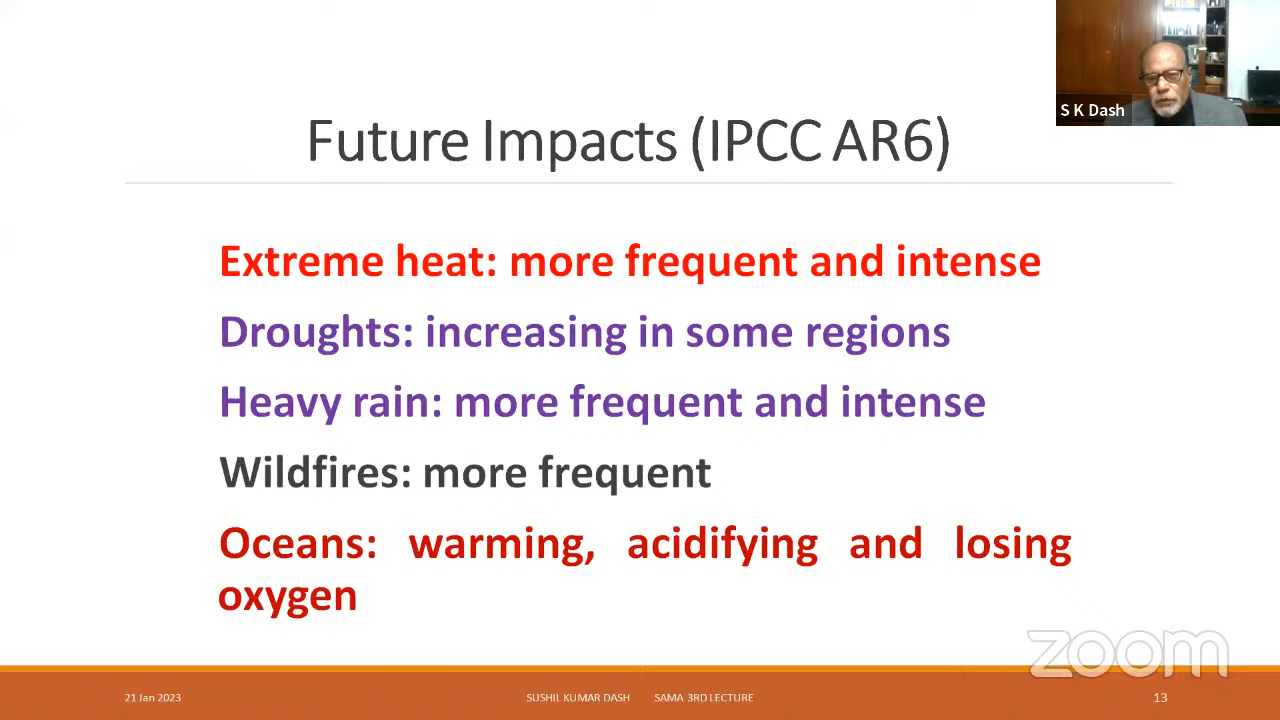 S K Dash
Future Impacts (IPCC AR6)
Extreme heat: more frequent and intense
Droughts: increasing in some regions
Heavy rain: more frequent and intense
Wildfires: more frequent
Oceans: warming, acidifying and losing
oxygen
zoom
21 Jan 2023 SUSHIL KUMAR DASH SAMA 3RD LECTURE 13